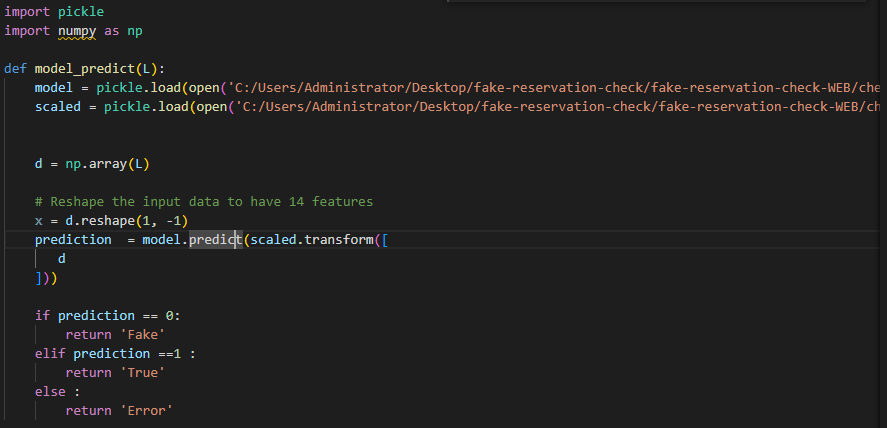 import pickle
import numpy as np
def model_predict(L):
model = pickle.load(open('C:/Users/Administrator/Desktop/fake-reservation-check/fake-reservation-check-WEB/che
scaled = pickle.load(open('C:/Users/Administrator/Desktop/fake-reservation-check/fake-reservation-check-WEB/ch
d = np.array(L)
# Reshape the input data to have 14 features
x = d.reshape(1, -1)
prediction  = model.predict(scaled.transform([
d
]))
if prediction == 0:
return 'Fake'
elif prediction ==1 :
return 'True'
else :
return 'Error'